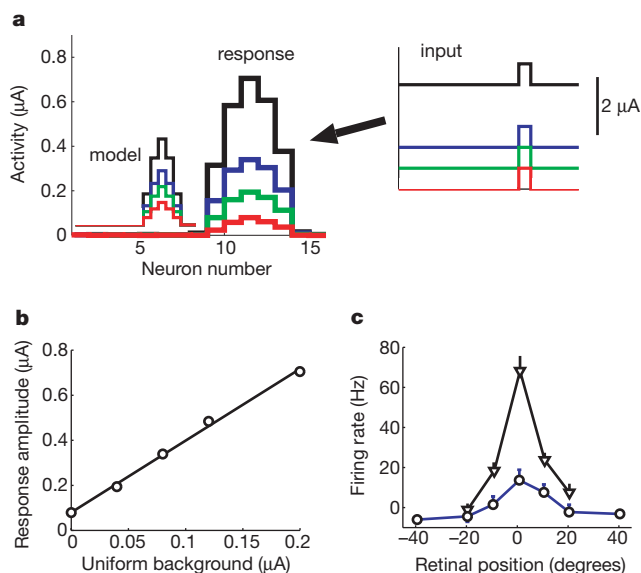 a
response
input
model
2 μA
Activity (μA)
0.8
0.6
0.4
0.2
0
5
10
15
Neuron number
b
Response amplitude (μA)
0.8
0.6
0.4
0.2
0
0
0.05
0.1
0.15
0.2
Uniform background (μA)
c
Firing rate (Hz)
80
60
40
20
0
−40
−20
0
20
40
Retinal position (degrees)